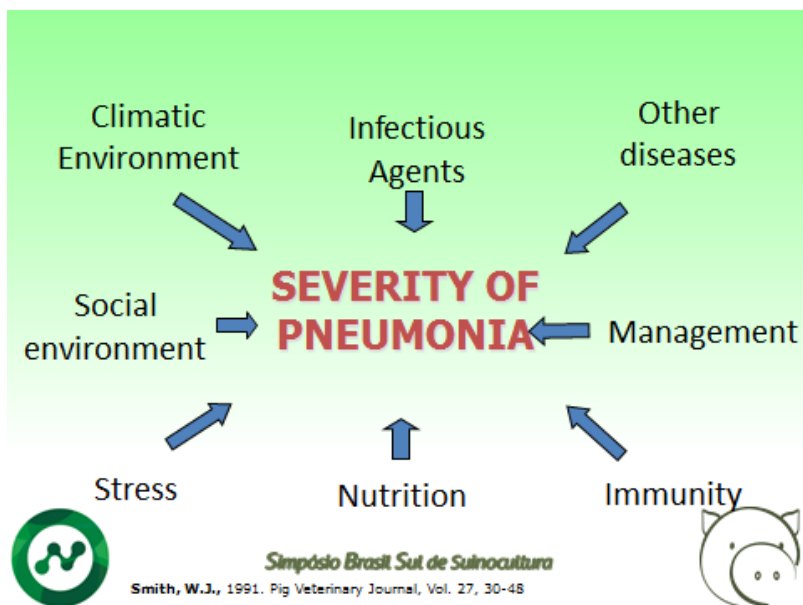 Climatic
Environment
Infectious
Agents
Other
diseases
SEVERITY OF
PNEUMONIA
Social
environment
Management
Stress
Nutrition
Immunity
Simpósio Brasil Sul de Suinocultura
Smith, W.J., 1991. Pig Veterinary Journal, Vol. 27, 30-48